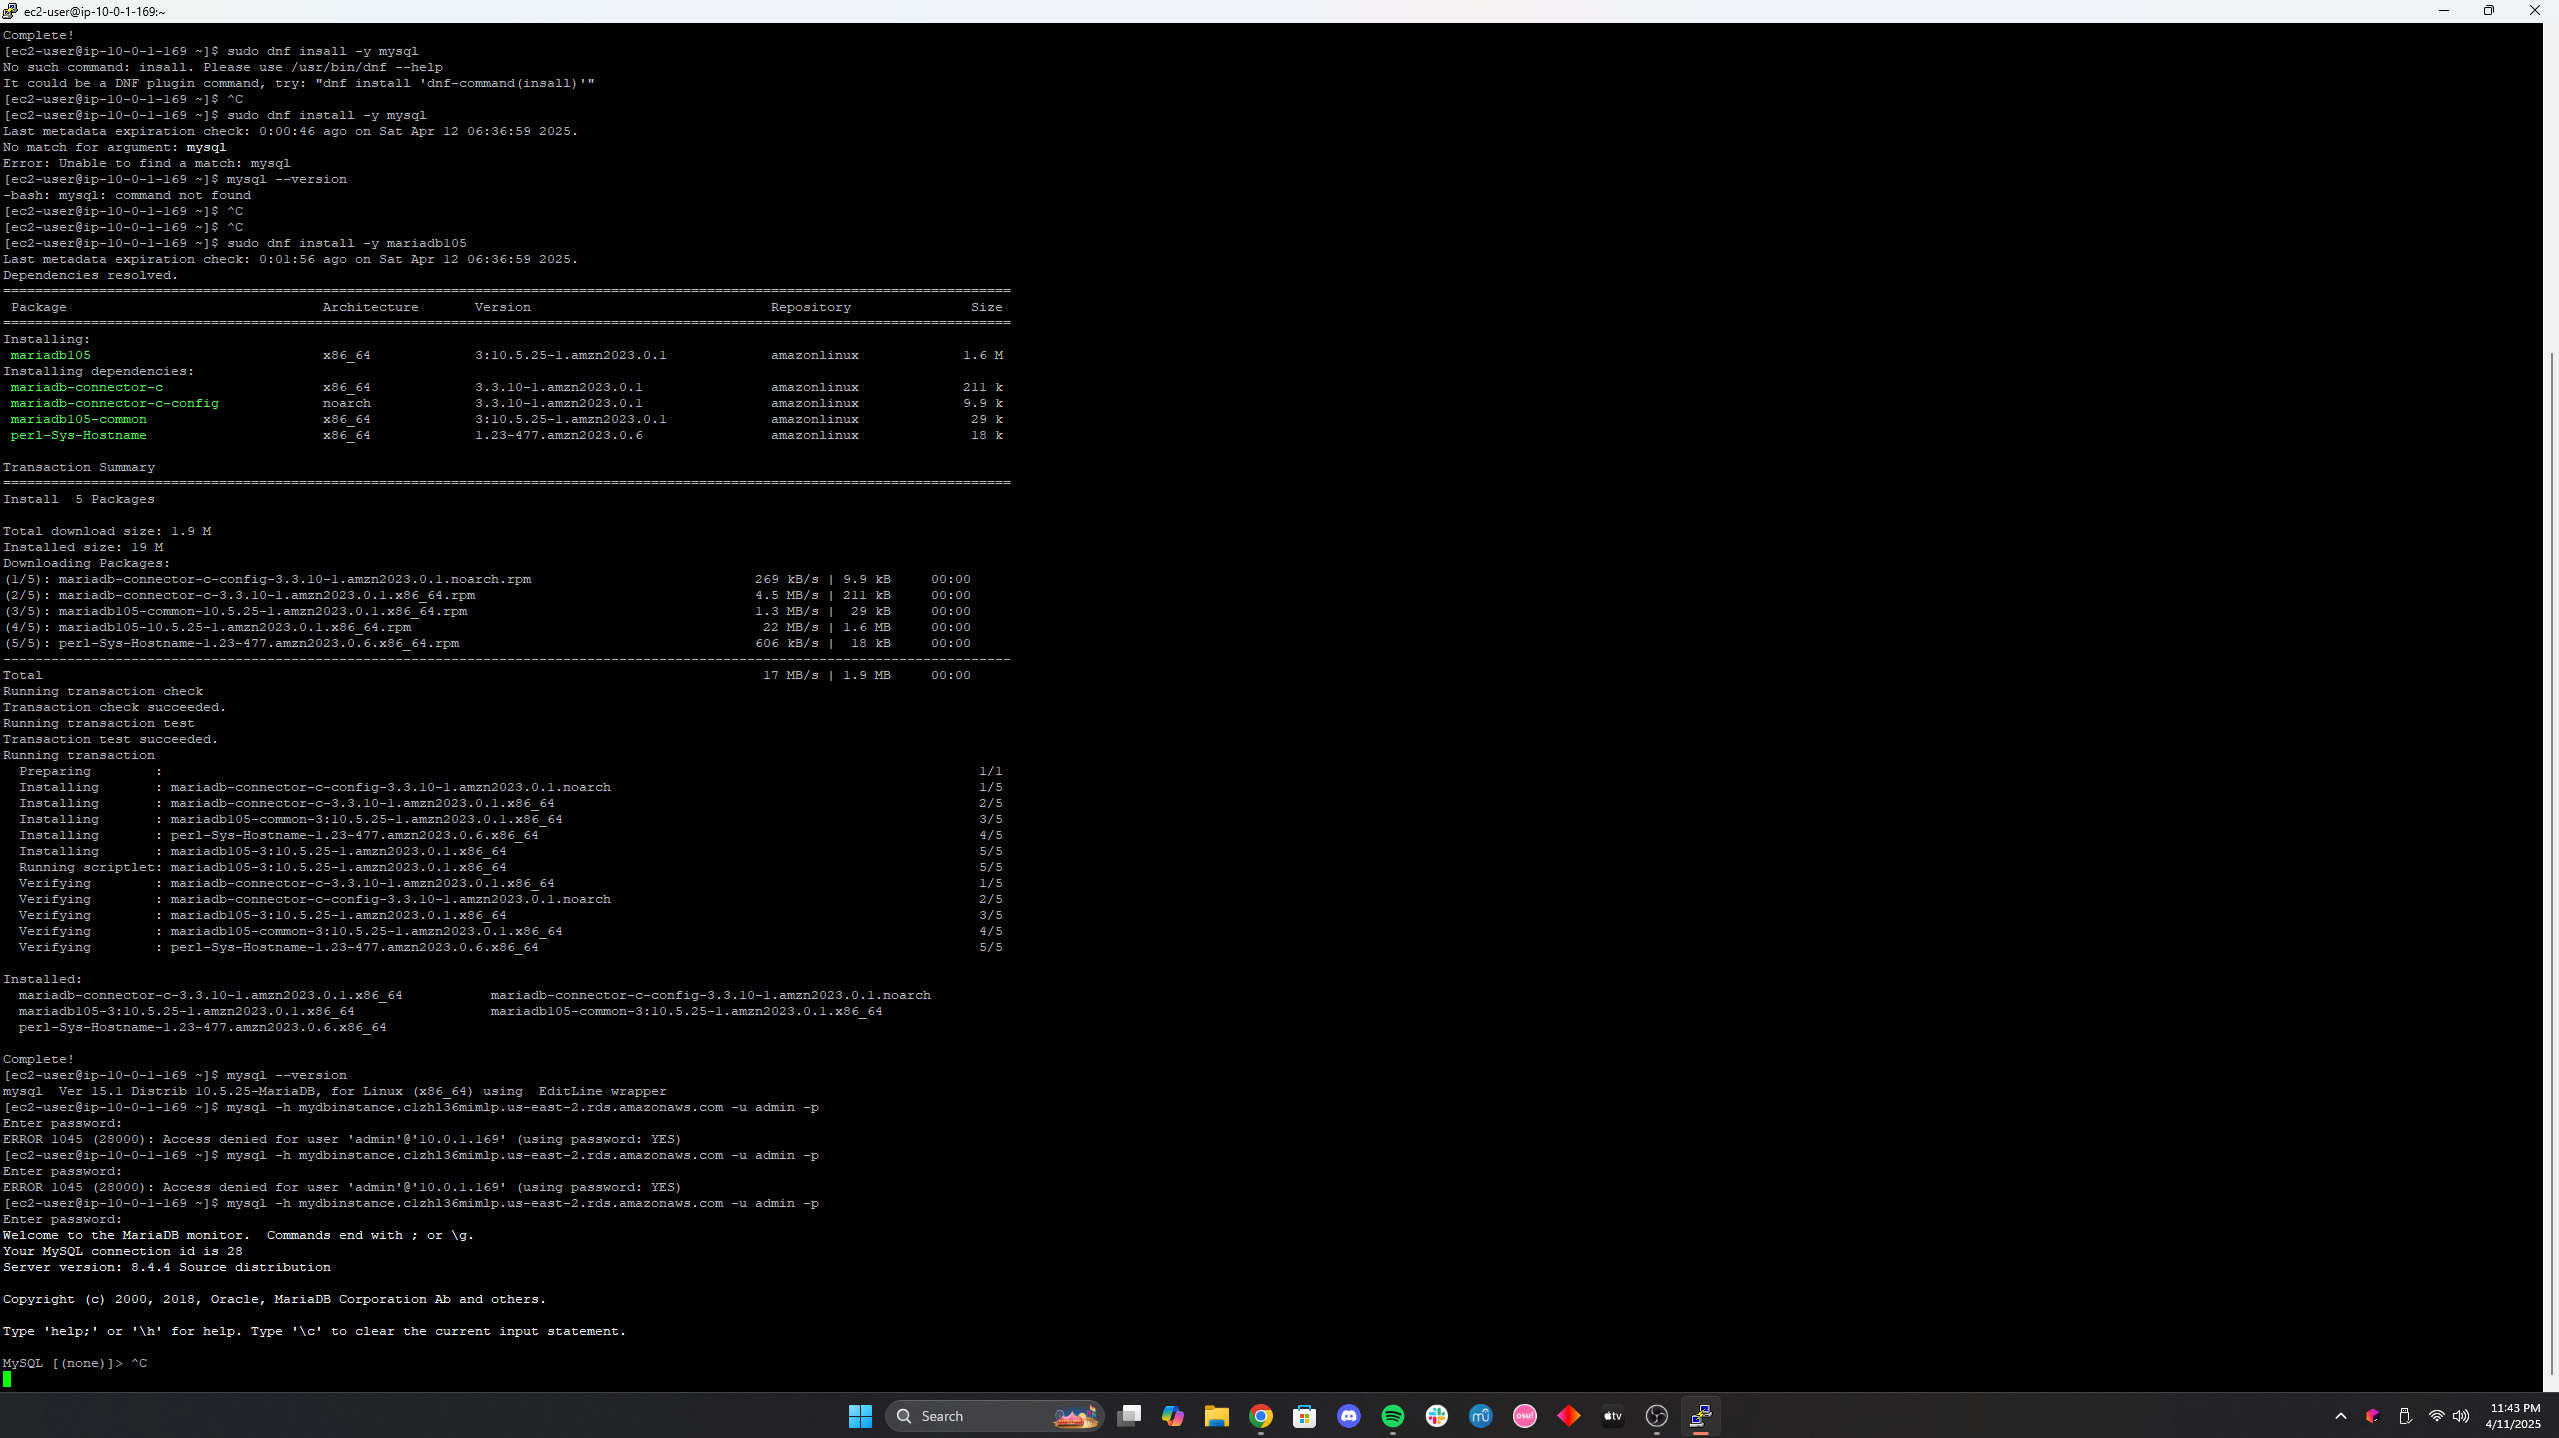 ec2-user@ip-10-0-1-169:~
Complete!
[ec2-user@ip-10-0-1-169 ~]$ sudo dnf insall -y mysql
No such command: insall. Please use /usr/bin/dnf --help
It could be a DNF plugin command, try: "dnf install 'dnf-command(insall)'"
[ec2-user@ip-10-0-1-169 ~]$ ^C
[ec2-user@ip-10-0-1-169 ~]$ sudo dnf install -y mysql
Last metadata expiration check: 0:00:46 ago on Sat Apr 12 06:36:59 2025.
No match for argument: mysql
Error: Unable to find a match: mysql
[ec2-user@ip-10-0-1-169 ~]$ mysql --version
-bash: mysql: command not found
[ec2-user@ip-10-0-1-169 ~]$ ^C
[ec2-user@ip-10-0-1-169 ~]$ ^C
[ec2-user@ip-10-0-1-169 ~]$ sudo dnf install -y mariadb105
Last metadata expiration check: 0:01:56 ago on Sat Apr 12 06:36:59 2025.
Dependencies resolved.
Package Architecture Version Repository Size
Installing:
mariadb105 x86_64 3:10.5.25-1.amzn2023.0.1 amazonlinux 1.6 M
Installing dependencies:
mariadb-connector-c x86_64 3.3.10-1.amzn2023.0.1 amazonlinux 211 k
mariadb-connector-c-config noarch 3.3.10-1.amzn2023.0.1 amazonlinux 9.9 k
mariadb105-common x86_64 3:10.5.25-1.amzn2023.0.1 amazonlinux 29 k
perl-Sys-Hostname x86_64 1.23-477.amzn2023.0.6 amazonlinux 18 k
Transaction Summary
Install 5 Packages
Total download size: 1.9 M
Installed size: 19 M
Downloading Packages:
(1/5): mariadb-connector-c-config-3.3.10-1.amzn2023.0.1.noarch.rpm 269 kB/s | 9.9 kB 00:00
(2/5): mariadb-connector-c-3.3.10-1.amzn2023.0.1.x86_64.rpm 4.5 MB/s | 211 kB 00:00
(3/5): mariadb105-common-10.5.25-1.amzn2023.0.1.x86_64.rpm 1.3 MB/s | 29 kB 00:00
(4/5): mariadb105-10.5.25-1.amzn2023.0.1.x86_64.rpm 22 MB/s | 1.6 MB 00:00
(5/5): perl-Sys-Hostname-1.23-477.amzn2023.0.6.x86_64.rpm 606 kB/s | 18 kB 00:00
Total 17 MB/s | 1.9 MB 00:00
Running transaction check
Transaction check succeeded.
Running transaction test
Transaction test succeeded.
Running transaction
Preparing : 1/1
Installing : mariadb-connector-c-config-3.3.10-1.amzn2023.0.1.noarch 1/5
Installing : mariadb-connector-c-3.3.10-1.amzn2023.0.1.x86_64 2/5
Installing : mariadb105-common-3:10.5.25-1.amzn2023.0.1.x86_64 3/5
Installing : perl-Sys-Hostname-1.23-477.amzn2023.0.6.x86_64 4/5
Installing : mariadb105-3:10.5.25-1.amzn2023.0.1.x86_64 5/5
Running scriptlet: mariadb105-3:10.5.25-1.amzn2023.0.1.x86_64 5/5
Verifying : mariadb-connector-c-3.3.10-1.amzn2023.0.1.x86_64 1/5
Verifying : mariadb-connector-c-config-3.3.10-1.amzn2023.0.1.noarch 2/5
Verifying : mariadb105-3:10.5.25-1.amzn2023.0.1.x86_64 3/5
Verifying : mariadb105-common-3:10.5.25-1.amzn2023.0.1.x86_64 4/5
Verifying : perl-Sys-Hostname-1.23-477.amzn2023.0.6.x86_64 5/5
Installed:
mariadb-connector-c-3.3.10-1.amzn2023.0.1.x86_64 mariadb-connector-c-config-3.3.10-1.amzn2023.0.1.noarch
mariadb105-3:10.5.25-1.amzn2023.0.1.x86_64 mariadb105-common-3:10.5.25-1.amzn2023.0.1.x86_64
perl-Sys-Hostname-1.23-477.amzn2023.0.6.x86_64
Complete!
[ec2-user@ip-10-0-1-169 ~]$ mysql --version
mysql Ver 15.1 Distrib 10.5.25-MariaDB, for Linux (x86_64) using EditLine wrapper
[ec2-user@ip-10-0-1-169 ~]$ mysql -h mydbinstance.c1zhl36mimlp.us-east-2.rds.amazonaws.com -u admin -p
Enter password:
ERROR 1045 (28000): Access denied for user 'admin'@'10.0.1.169' (using password: YES)
[ec2-user@ip-10-0-1-169 ~]$ mysql -h mydbinstance.c1zhl36mimlp.us-east-2.rds.amazonaws.com -u admin -p
Enter password:
ERROR 1045 (28000): Access denied for user 'admin'@'10.0.1.169' (using password: YES)
[ec2-user@ip-10-0-1-169 ~]$ mysql -h mydbinstance.c1zhl36mimlp.us-east-2.rds.amazonaws.com -u admin -p
Enter password:
Welcome to the MariaDB monitor.  Commands end with ; or \g.
Your MySQL connection id is 28
Server version: 8.4.4 Source distribution
Copyright (c) 2000, 2018, Oracle, MariaDB Corporation Ab and others.
Type 'help;' or '\h' for help. Type '\c' to clear the current input statement.
MySQL [(none)]> ^C
Search
osu!
tv
11:43 PM
4/11/2025